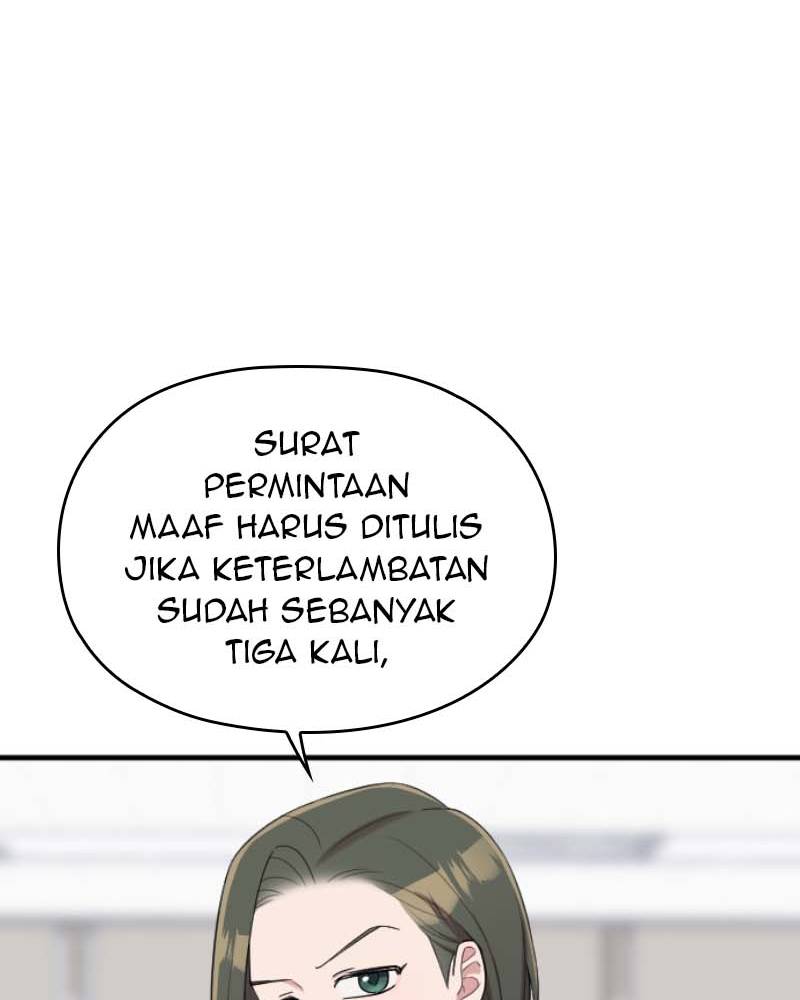 SURAT
PERMINTAAN
MAAF HARUS DITULIS
JIKA KETERLAMBATAN
SUDAH SEBANYAK
TIGA KALI,